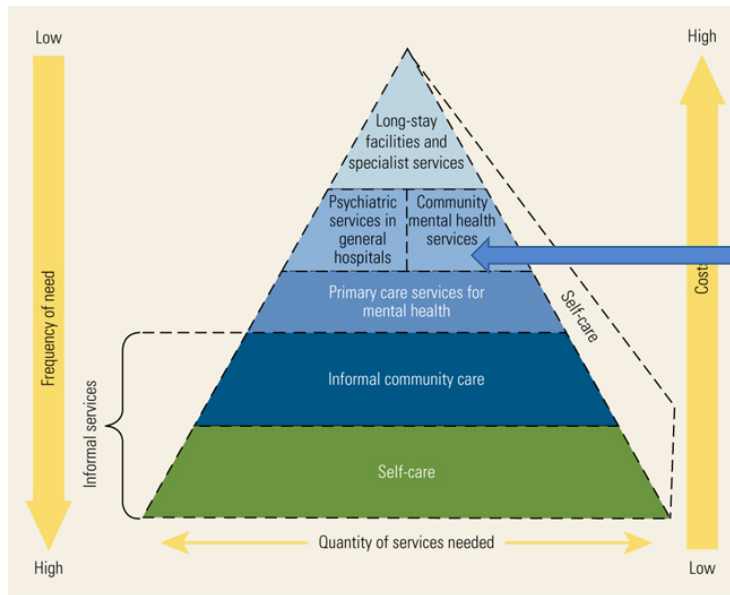 Low
High
Long-stay
facilities and
specialist services
Psychiatric
services in
general
hospitals
Community
mental health
services
Primary care services for
mental health
Informal community care
Self-care
Self-care
Frequency of need
Informal services
Costs
Quantity of services needed
High
Low